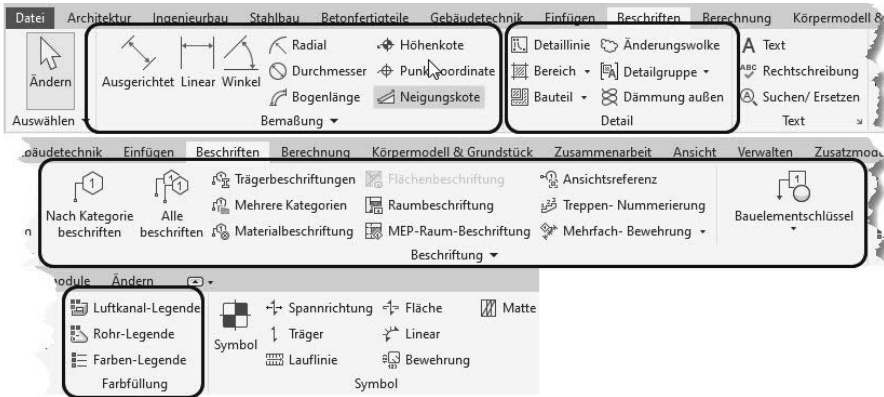 Datei Architektur Ingenieurbau Stahlbau Betonfertigteile Gebäudetechnik Einfügen Beschriften Berechnung Körpermodell &
Ändern
Auswählen
Ausgerichtet Linear Winkel
Radial
Durchmesser
Bogenlänge
Höhenkote
Punktkoordinate
Neigungskote
Bemaßung
Detaillinie Änderungswolke
Bereich Detailgruppe
Bauteil Dämmung außen
Detail
A Text
ABC Rechtschreibung
Suchen/ Ersetzen
Text
bäudetechnik Einfügen Beschriften Berechnung Körpermodell & Grundstück Zusammenarbeit Ansicht Verwalten Zusatzmodu
Nach Kategorie beschriften
Alle beschriften
Trägerbeschriftungen Flächenbeschriftung Ansichtsreferenz
Mehrere Kategorien Raumbeschriftung Treppen- Nummerierung
Materialbeschriftung MEP-Raum-Beschriftung Mehrfach- Bewehrung
Bauelementschlüssel
Beschriftung
module Ändern
Luftkanal-Legende
Rohr-Legende
Farben-Legende
Farbfüllung
Symbol
Spannrichtung Fläche Matte
Träger Linear
Lauflinie Bewehrung
Symbol